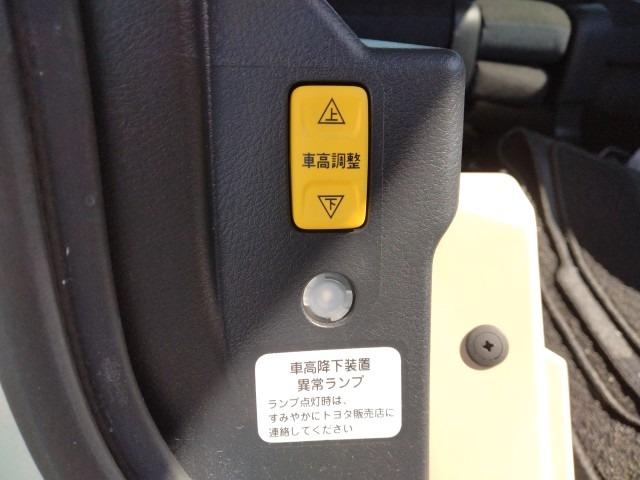 上
車高調整
下
車高降下装置
異常ランプ
ランプ点灯時は、
すみやかにトヨタ販売店に
連絡してください